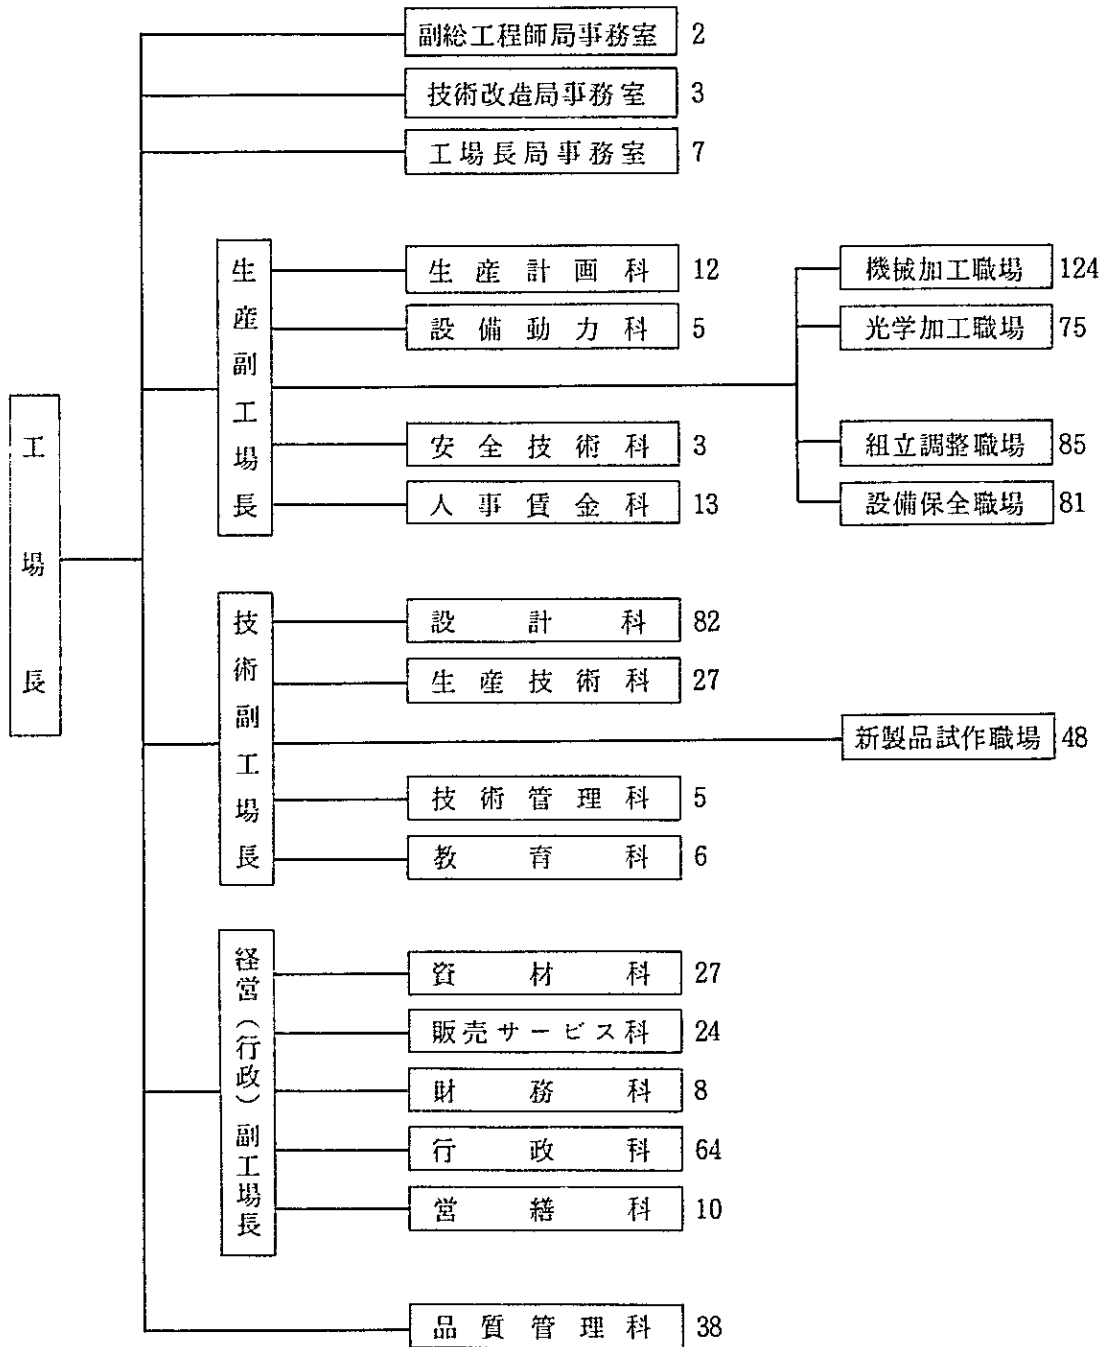 工場長
副総工程師局事務室 2
技術改造局事務室 3
工場長局事務室 7
生産副工場長
生産計画科 12
設備動力科 5
安全技術科 3
人事賃金科 13
機械加工職場 124
光学加工職場 75
組立調整職場 85
設備保全職場 81
技術副工場長
設計科 82
生産技術科 27
新製品試作職場 48
技術管理科 5
教育科 6
経営(行政)副工場長
資材科 27
販売サービス科 24
財務科 8
行政科 64
営繕科 10
品質管理科 38